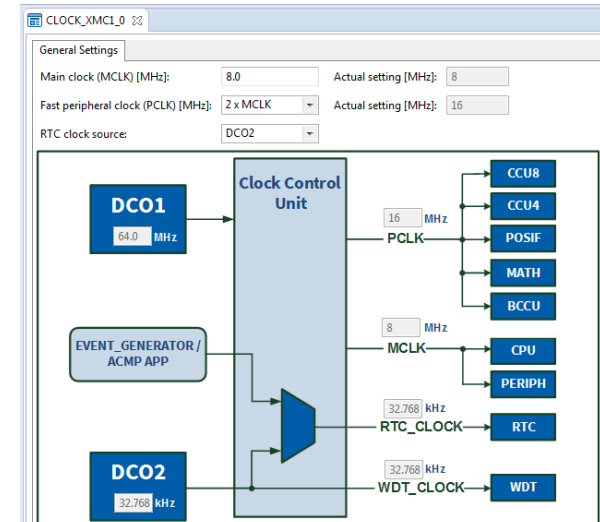 CLOCK_XMC1_0
General Settings
Main clock (MCLK) [MHz]: 8.0 Actual setting [MHz]: 8
Fast peripheral clock (PCLK) [MHz]: 2 x MCLK Actual setting [MHz]: 16
RTC clock source: DCO2
Clock Control
Unit
DCO1
64.0 MHz
16 MHz
PCLK
CCU8
CCU4
POSIF
MATH
BCCU
EVENT_GENERATOR /
ACMP APP
8 MHz
MCLK
CPU
PERIPH
32.768 kHz
RTC_CLOCK
RTC
DCO2
32.768 kHz
32.768 kHz
WDT_CLOCK
WDT